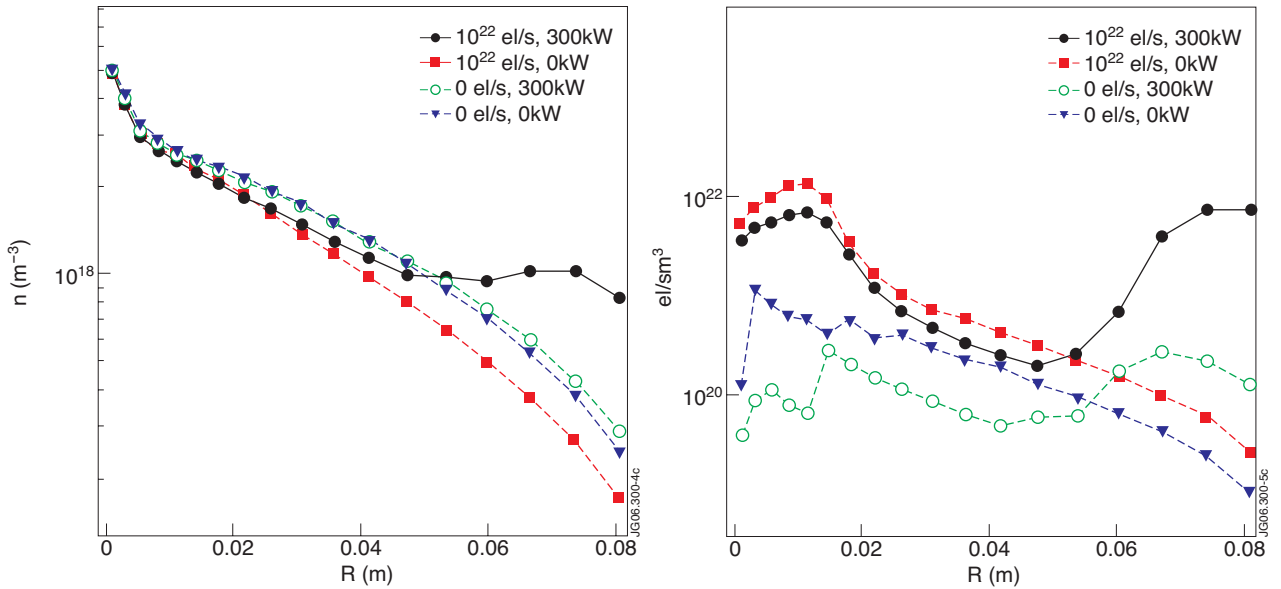 10²² el/s, 300kW
10²² el/s, 0kW
0 el/s, 300kW
0 el/s, 0kW
n (m⁻³)
10¹⁸
0
0.02
0.04
0.06
0.08
R (m)
JG06.300-4c
10²² el/s, 300kW
10²² el/s, 0kW
0 el/s, 300kW
0 el/s, 0kW
el/sm³
10²²
10²⁰
0
0.02
0.04
0.06
0.08
R (m)
JG06.300-5c